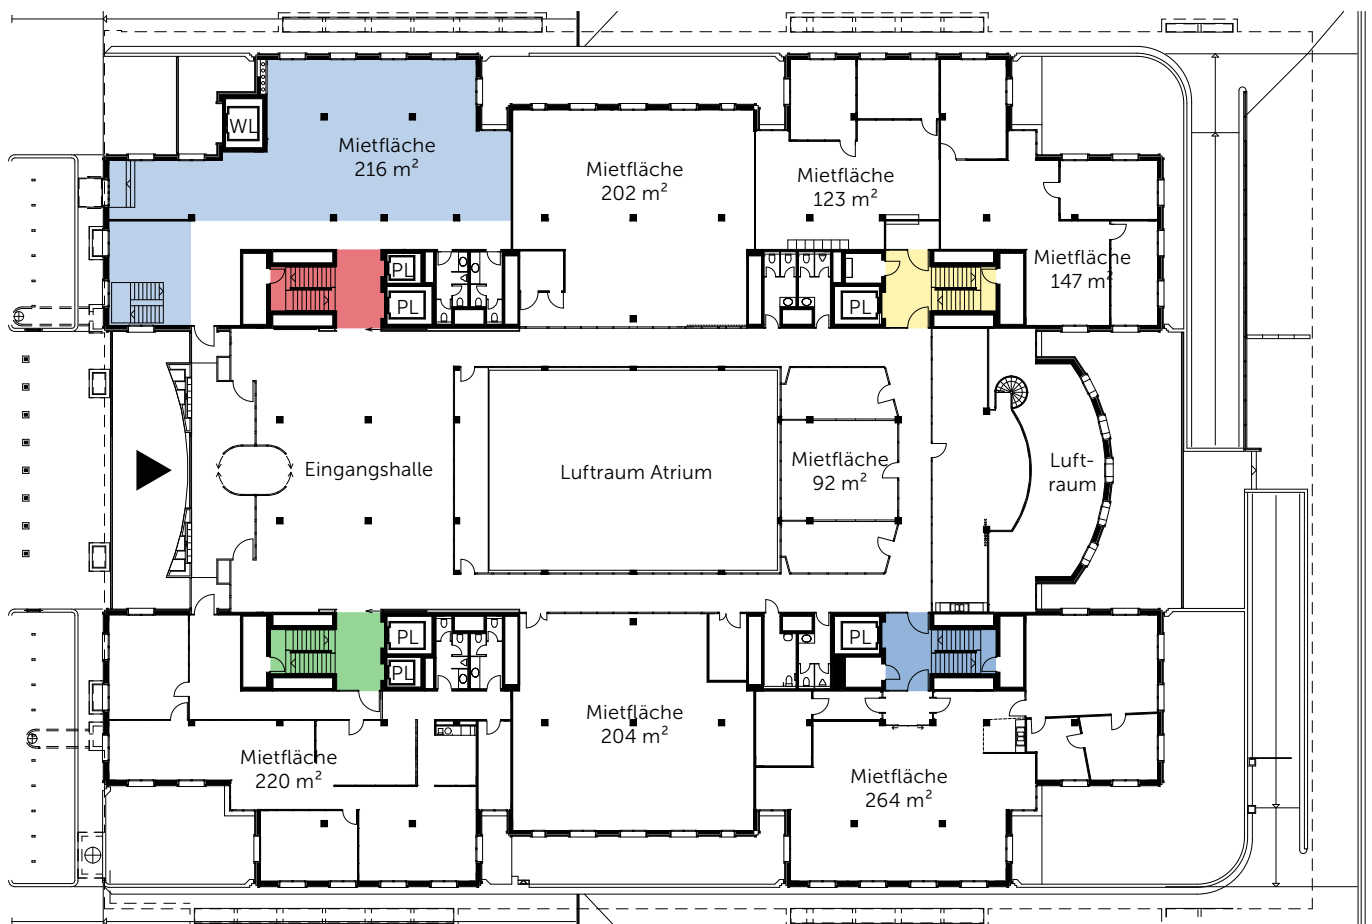 WL
Mietfläche
216 m²
Mietfläche
202 m²
Mietfläche
123 m²
Mietfläche
147 m²
PL
PL
PL
Eingangshalle
Luftraum Atrium
Mietfläche
92 m²
Luft-
raum
PL
PL
PL
Mietfläche
220 m²
Mietfläche
204 m²
Mietfläche
264 m²